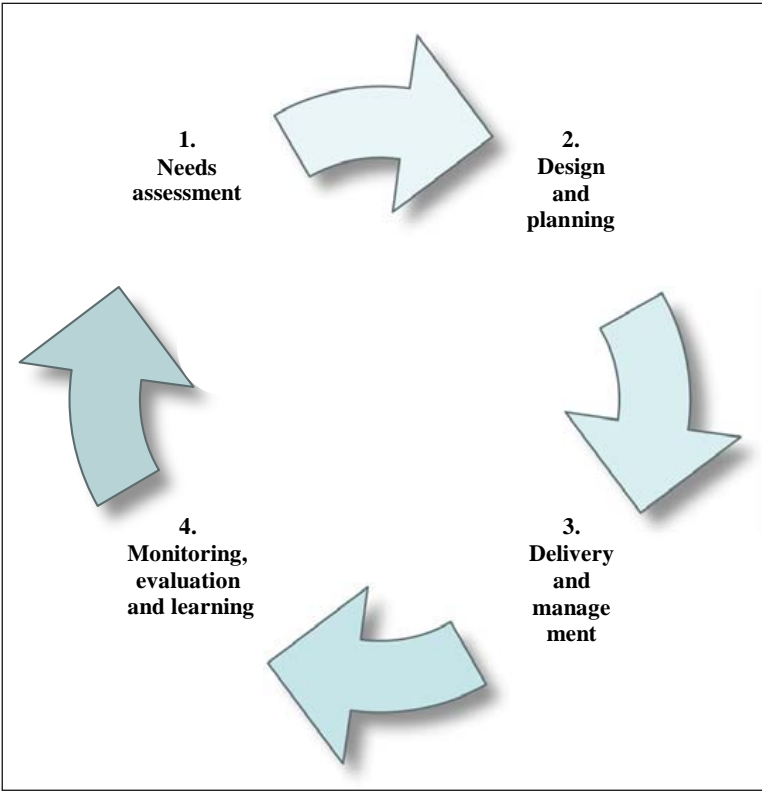 1.
Needs
assessment
2.
Design
and
planning
3.
Delivery
and
manage
ment
4.
Monitoring,
evaluation
and learning